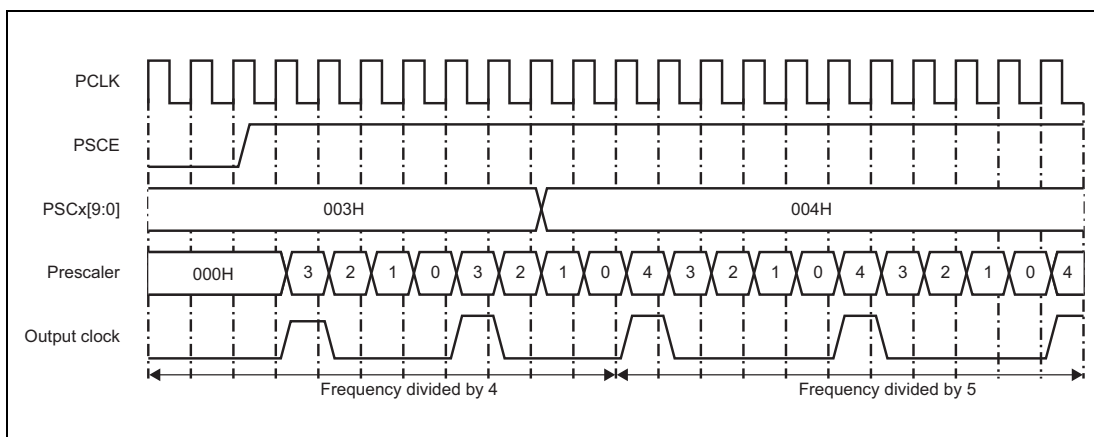 PCLK
PSCE
PSCx[9:0]
003H
004H
Prescaler
000H
3 2 1 0 3 2 1 0 4 3 2 1 0 4 3 2 1 0 4
Output clock
Frequency divided by 4
Frequency divided by 5